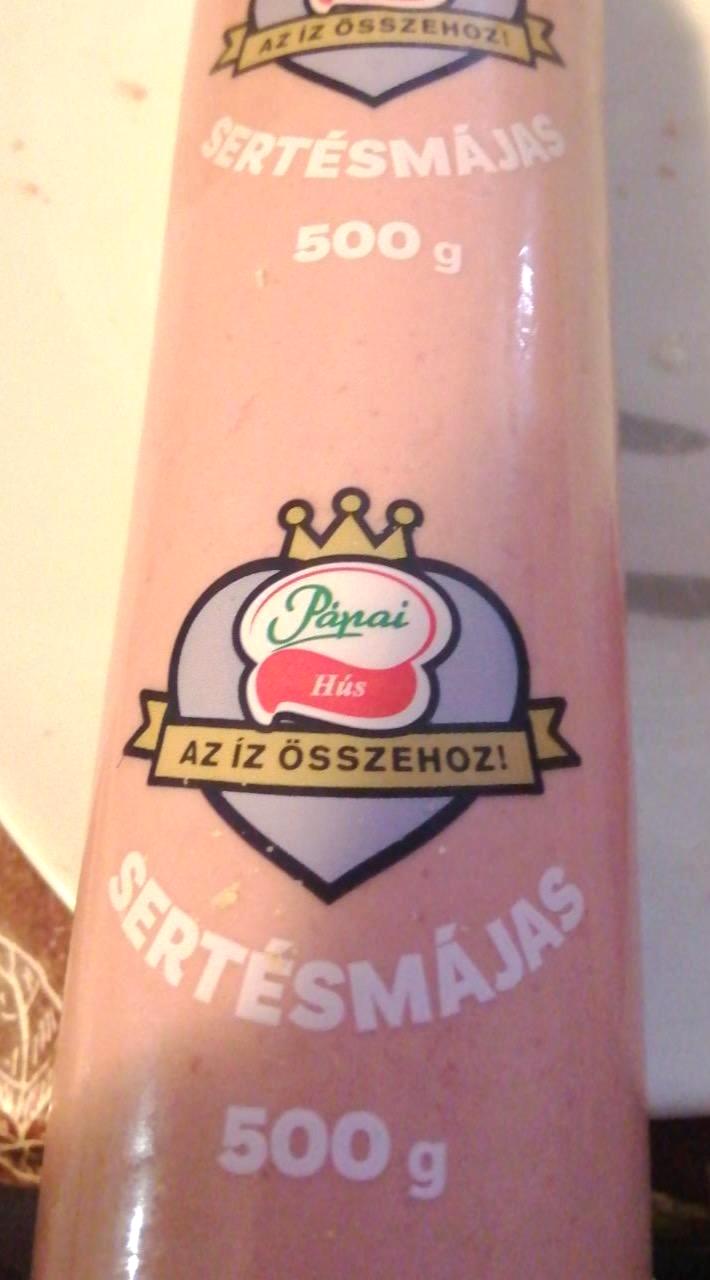 AZ ÍZ ÖSSZEHOZ!
SERTÉSMÁJAS
500 g
Pápai
Hús
AZ ÍZ ÖSSZEHOZ!
SERTÉSMÁJAS
500 g